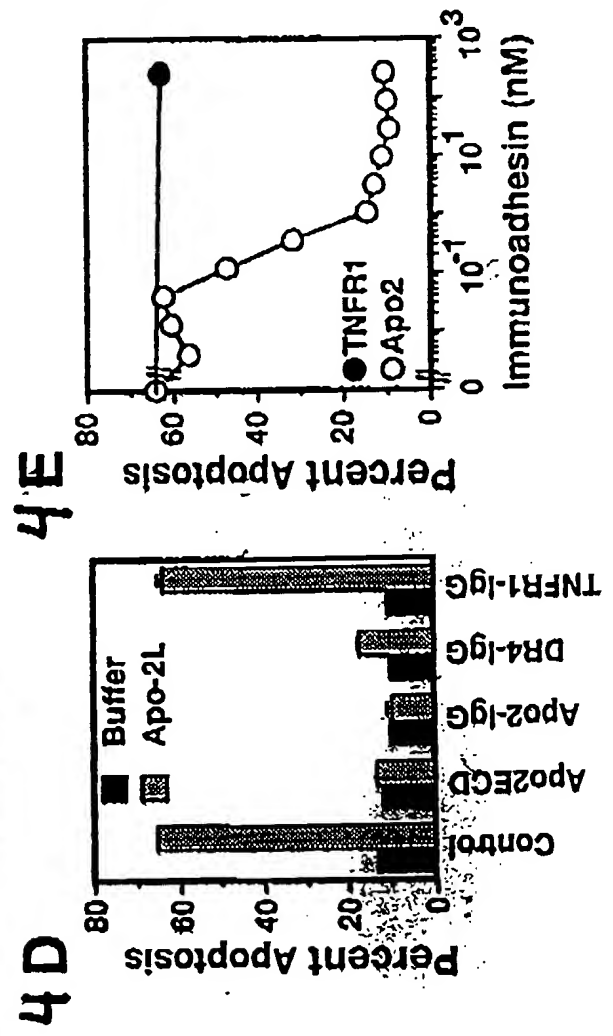 4D
Percent Apoptosis
80
60
40
20
0
Buffer
Apo-2L
Control
Apo2ECD
Apo2-IgG
DR4-IgG
TNFR1-IgG
4E
Percent Apoptosis
80
60
40
20
0
TNFR1
Apo2
0
10-1
101
103
Immunoadhesin (nM)